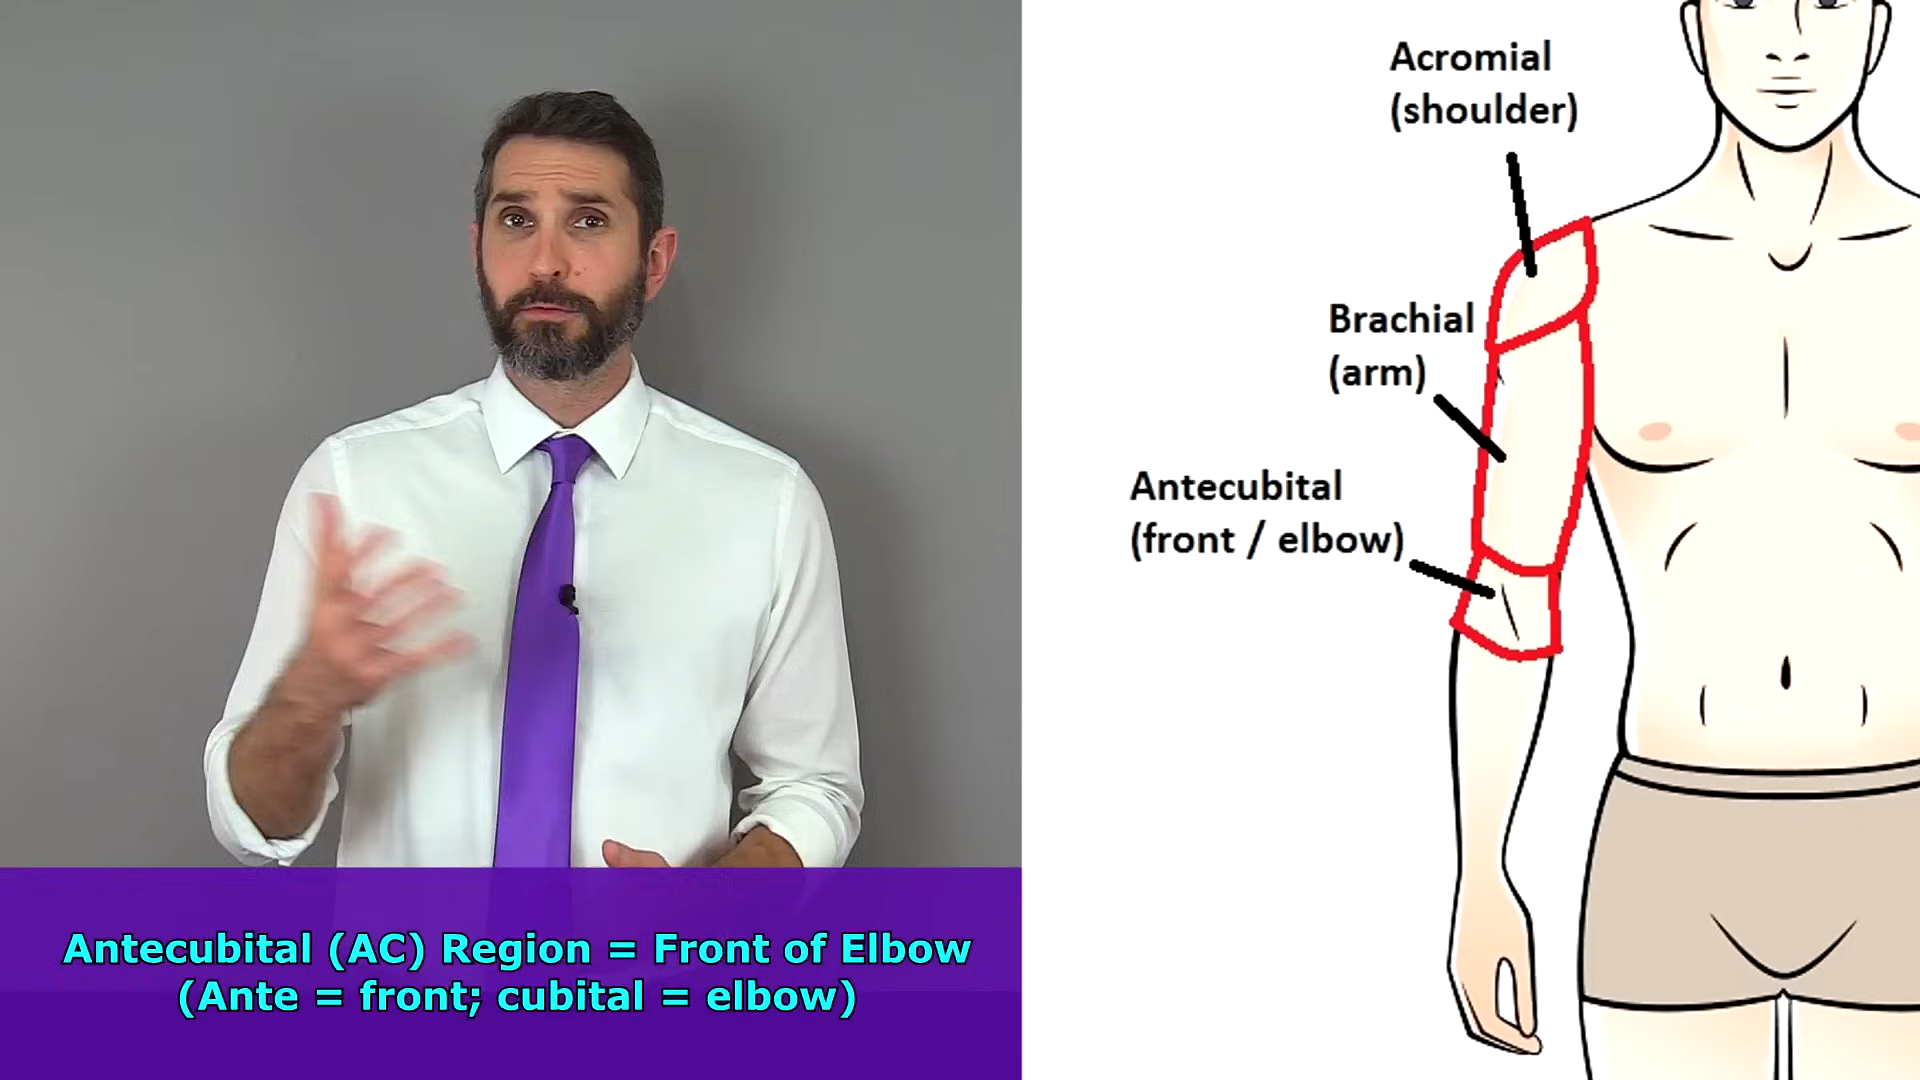 Acromial
(shoulder)
Brachial
(arm)
Antecubital
(front / elbow)
Antecubital (AC) Region = Front of Elbow
(Ante = front; cubital = elbow)